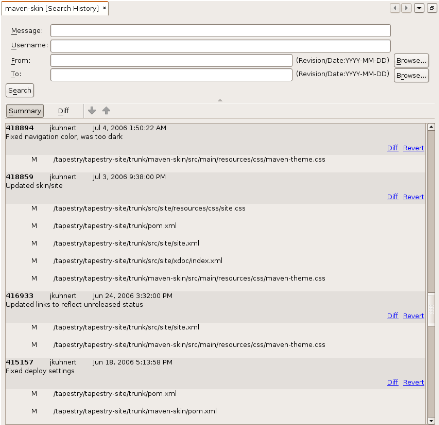 maven-skin [Search History] ×
Message:
Username:
From: (Revision/Date:YYYY-MM-DD) Browse...
To: (Revision/Date:YYYY-MM-DD) Browse...
Search
Summary Diff
418894 jkunnert Jul 4, 2006 1:50:22 AM
Fixed navigation color, was too dark
Diff Revert
M /tapestry/tapestry-site/trunk/maven-skin/src/main/resources/css/maven-theme.css
418859 jkunnert Jul 3, 2006 9:38:00 PM
Updated skin/site
Diff Revert
M /tapestry/tapestry-site/trunk/src/site/resources/css/site.css
M /tapestry/tapestry-site/trunk/pom.xml
M /tapestry/tapestry-site/trunk/src/site/site.xml
M /tapestry/tapestry-site/trunk/src/site/xdoc/index.xml
M /tapestry/tapestry-site/trunk/maven-skin/src/main/resources/css/maven-theme.css
416933 jkunnert Jun 24, 2006 3:32:00 PM
Updated links to reflect unreleased status
Diff Revert
M /tapestry/tapestry-site/trunk/src/site/site.xml
M /tapestry/tapestry-site/trunk/maven-skin/src/main/resources/css/maven-theme.css
415157 jkunnert Jun 18, 2006 5:13:58 PM
Fixed deploy settings
Diff Revert
M /tapestry/tapestry-site/trunk/pom.xml
M /tapestry/tapestry-site/trunk/maven-skin/pom.xml